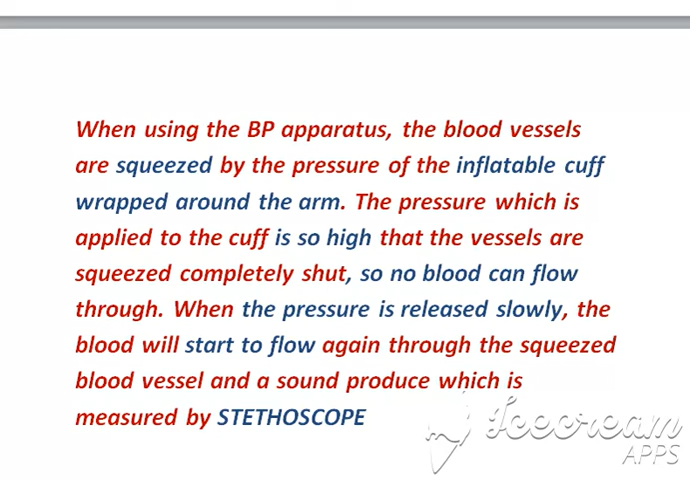 When using the BP apparatus, the blood vessels
are squeezed by the pressure of the inflatable cuff
wrapped around the arm. The pressure which is
applied to the cuff is so high that the vessels are
squeezed completely shut, so no blood can flow
through. When the pressure is released slowly, the
blood will start to flow again through the squeezed
blood vessel and a sound produce which is
measured by STETHOSCOPE
Icecream
APPS